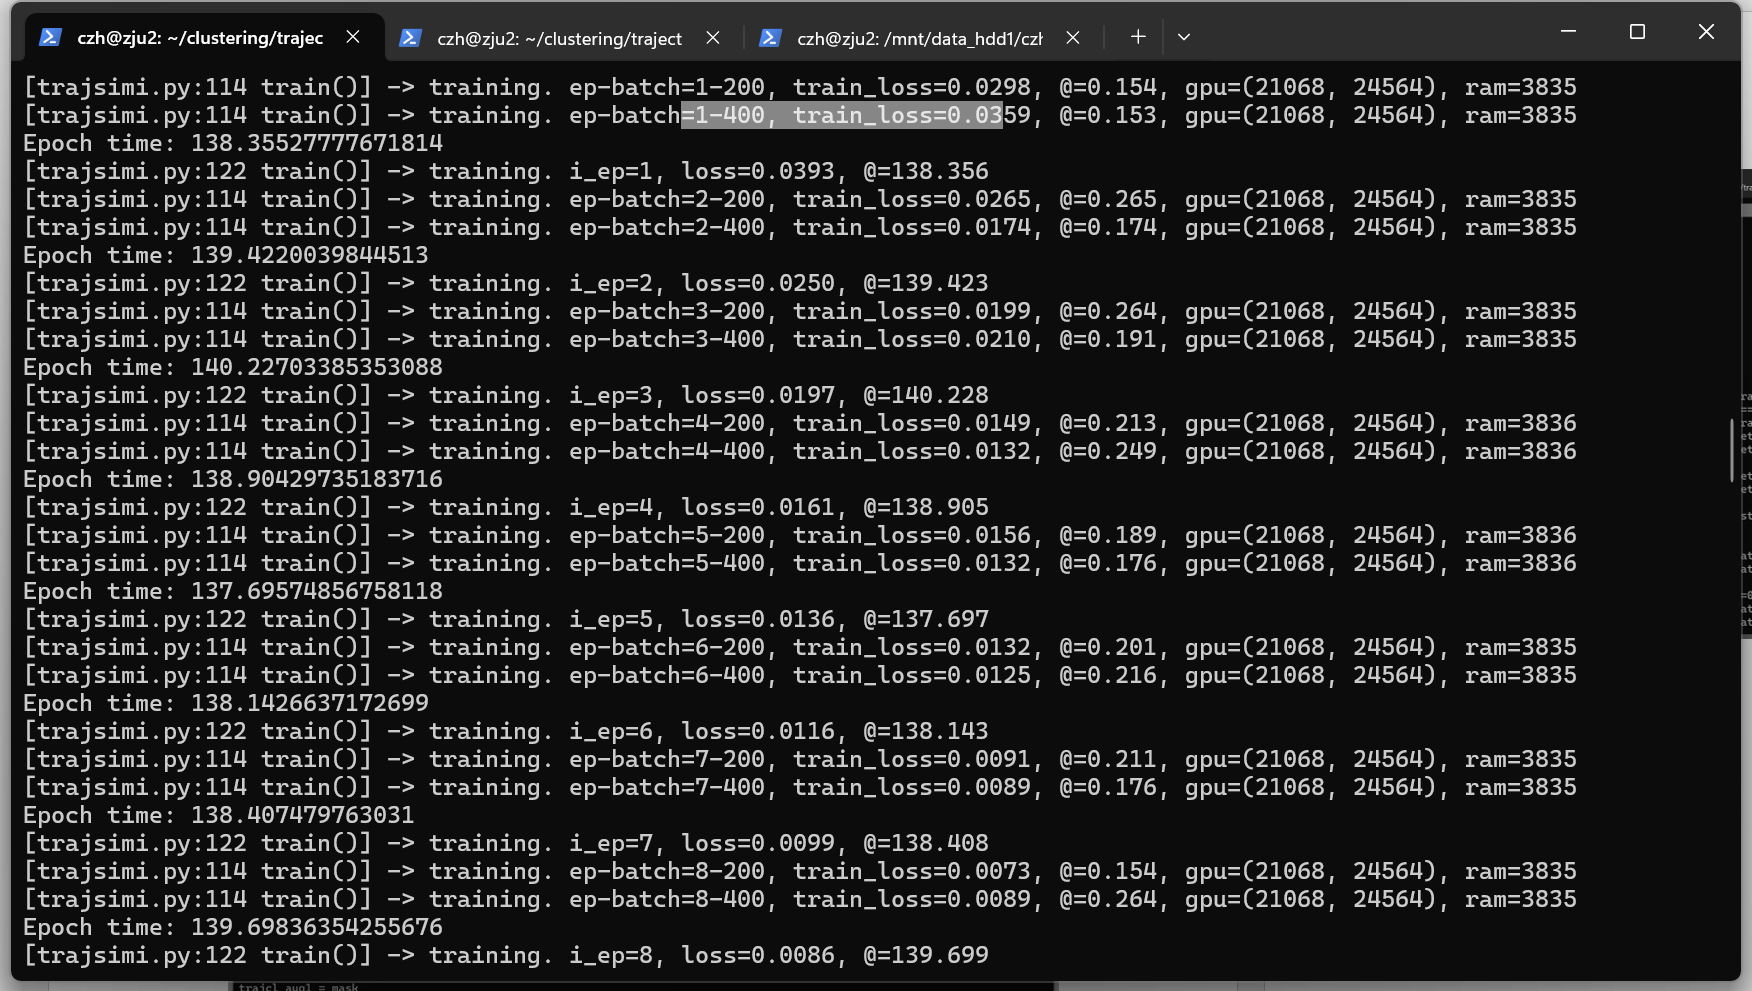 czh@zju2: ~/clustering/trajec
czh@zju2: ~/clustering/traject
czh@zju2: /mnt/data_hdd1/czh
[trajsimi.py:114 train()] -> training. ep-batch=1-200, train_loss=0.0298, @=0.154, gpu=(21068, 24564), ram=3835
[trajsimi.py:114 train()] -> training. ep-batch=1-400, train_loss=0.0359, @=0.153, gpu=(21068, 24564), ram=3835
Epoch time: 138.35527777671814
[trajsimi.py:122 train()] -> training. i_ep=1, loss=0.0393, @=138.356
[trajsimi.py:114 train()] -> training. ep-batch=2-200, train_loss=0.0265, @=0.265, gpu=(21068, 24564), ram=3835
[trajsimi.py:114 train()] -> training. ep-batch=2-400, train_loss=0.0174, @=0.174, gpu=(21068, 24564), ram=3835
Epoch time: 139.4220039844513
[trajsimi.py:122 train()] -> training. i_ep=2, loss=0.0250, @=139.423
[trajsimi.py:114 train()] -> training. ep-batch=3-200, train_loss=0.0199, @=0.264, gpu=(21068, 24564), ram=3835
[trajsimi.py:114 train()] -> training. ep-batch=3-400, train_loss=0.0210, @=0.191, gpu=(21068, 24564), ram=3835
Epoch time: 140.22703385353088
[trajsimi.py:122 train()] -> training. i_ep=3, loss=0.0197, @=140.228
[trajsimi.py:114 train()] -> training. ep-batch=4-200, train_loss=0.0149, @=0.213, gpu=(21068, 24564), ram=3836
[trajsimi.py:114 train()] -> training. ep-batch=4-400, train_loss=0.0132, @=0.249, gpu=(21068, 24564), ram=3836
Epoch time: 138.90429735183716
[trajsimi.py:122 train()] -> training. i_ep=4, loss=0.0161, @=138.905
[trajsimi.py:114 train()] -> training. ep-batch=5-200, train_loss=0.0156, @=0.189, gpu=(21068, 24564), ram=3836
[trajsimi.py:114 train()] -> training. ep-batch=5-400, train_loss=0.0132, @=0.176, gpu=(21068, 24564), ram=3836
Epoch time: 137.69574856758118
[trajsimi.py:122 train()] -> training. i_ep=5, loss=0.0136, @=137.697
[trajsimi.py:114 train()] -> training. ep-batch=6-200, train_loss=0.0132, @=0.201, gpu=(21068, 24564), ram=3835
[trajsimi.py:114 train()] -> training. ep-batch=6-400, train_loss=0.0125, @=0.216, gpu=(21068, 24564), ram=3835
Epoch time: 138.1426637172699
[trajsimi.py:122 train()] -> training. i_ep=6, loss=0.0116, @=138.143
[trajsimi.py:114 train()] -> training. ep-batch=7-200, train_loss=0.0091, @=0.211, gpu=(21068, 24564), ram=3835
[trajsimi.py:114 train()] -> training. ep-batch=7-400, train_loss=0.0089, @=0.176, gpu=(21068, 24564), ram=3835
Epoch time: 138.407479763031
[trajsimi.py:122 train()] -> training. i_ep=7, loss=0.0099, @=138.408
[trajsimi.py:114 train()] -> training. ep-batch=8-200, train_loss=0.0073, @=0.154, gpu=(21068, 24564), ram=3835
[trajsimi.py:114 train()] -> training. ep-batch=8-400, train_loss=0.0089, @=0.264, gpu=(21068, 24564), ram=3835
Epoch time: 139.69836354255676
[trajsimi.py:122 train()] -> training. i_ep=8, loss=0.0086, @=139.699
trajcl_aug1 = mask